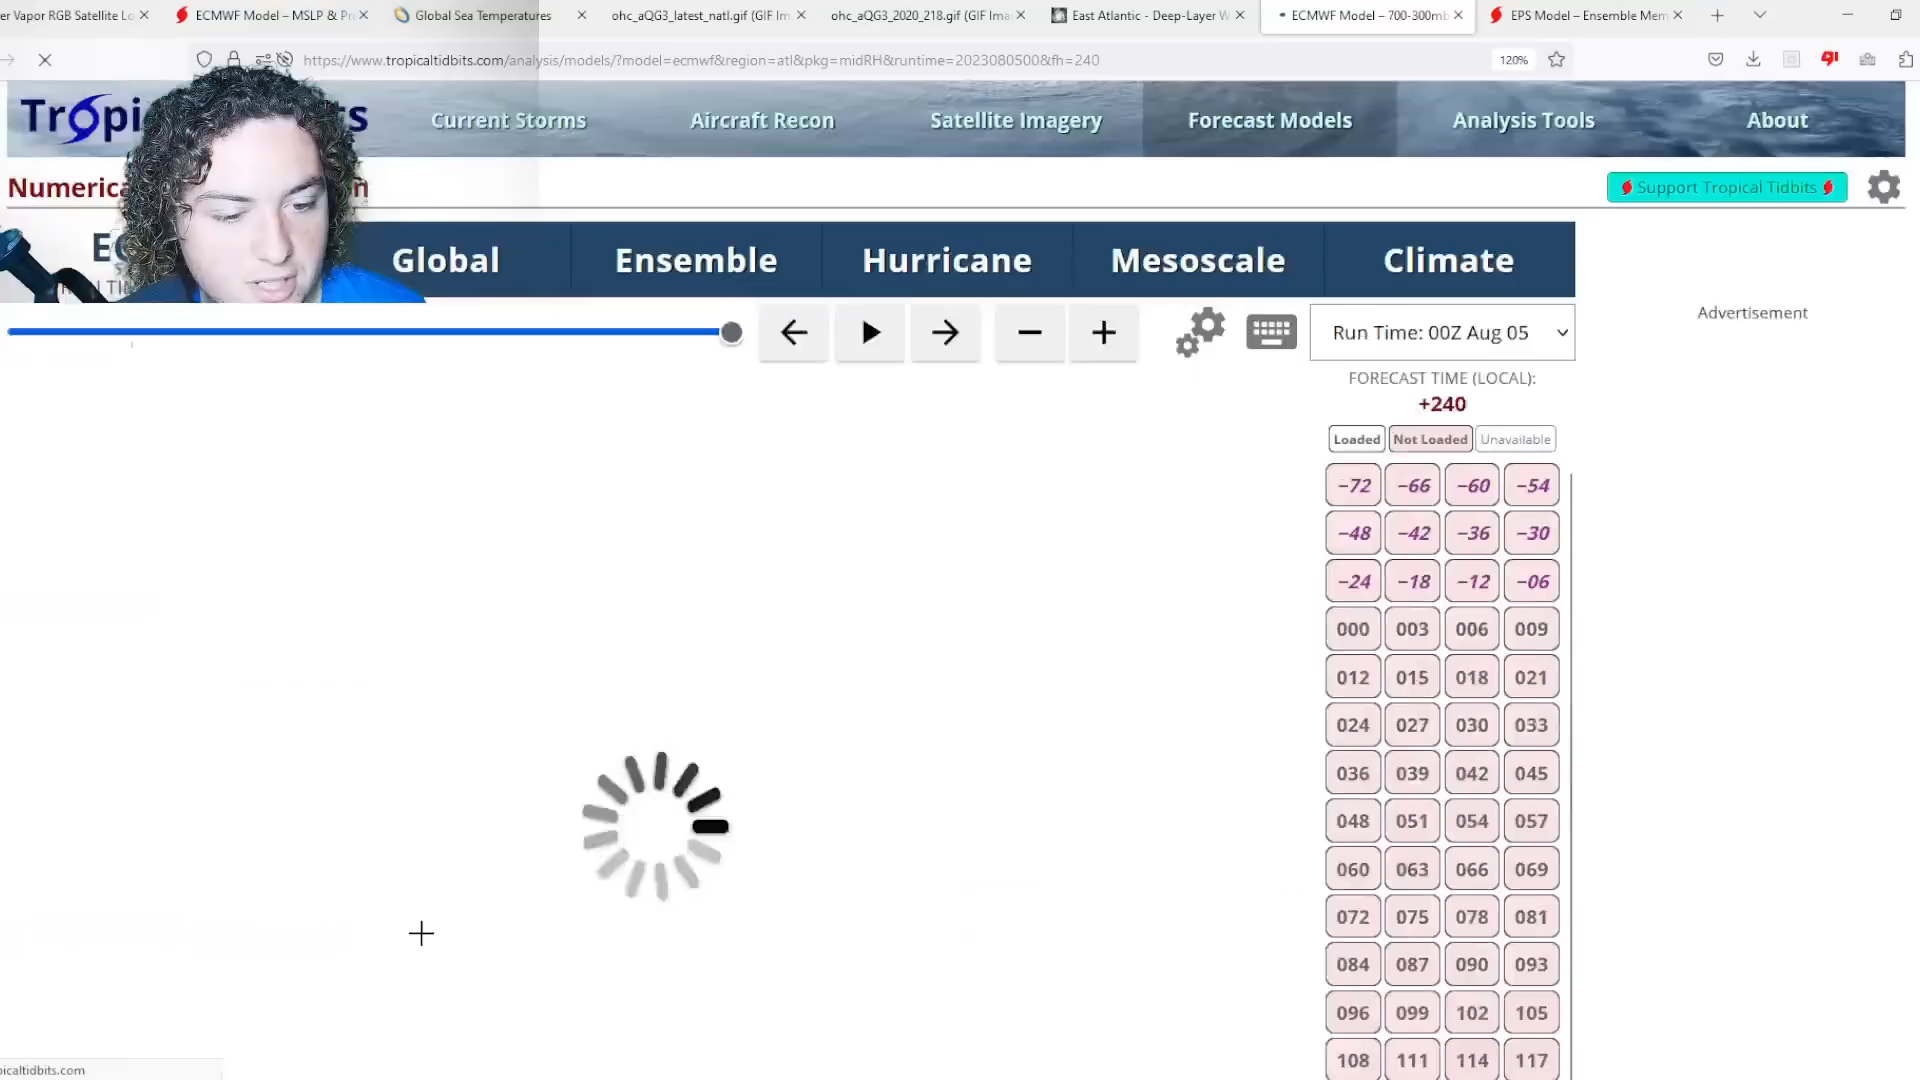 er Vapor RGB Satellite Lo
ECMWF Model – MSLP & Pr
Global Sea Temperatures
ohc_aQG3_latest_natl.gif (GIF Im
ohc_aQG3_2020_218.gif (GIF Ima
East Atlantic - Deep-Layer W
ECMWF Model – 700-300mb
EPS Model – Ensemble Mem
https://www.tropicaltidbits.com/analysis/models/?model=ecmwf&region=atl&pkg=midRH&runtime=2023080500&fh=240
120%
Current Storms
Aircraft Recon
Satellite Imagery
Forecast Models
Analysis Tools
About
Support Tropical Tidbits
Global
Ensemble
Hurricane
Mesoscale
Climate
Run Time: 00Z Aug 05
Advertisement
FORECAST TIME (LOCAL):
+240
Loaded Not Loaded Unavailable
−72 −66 −60 −54
−48 −42 −36 −30
−24 −18 −12 −06
000 003 006 009
012 015 018 021
024 027 030 033
036 039 042 045
048 051 054 057
060 063 066 069
072 075 078 081
084 087 090 093
096 099 102 105
108 111 114 117
picaltidbits.com